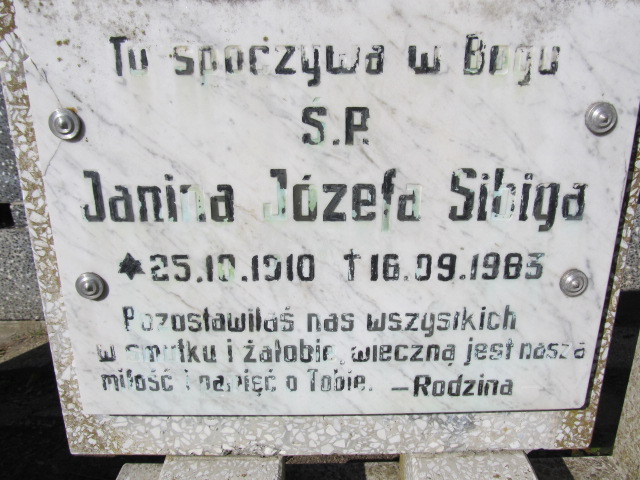 Tu spoczywa w Bogu
Ś.P.
Janina Józefa Sibiga
★25.10.1910 †16.09.1983
Pozostawiłaś nas wszystkich
w smutku i żałobie, wieczną jest nasza
miłość i pamięć o Tobie. —Rodzina